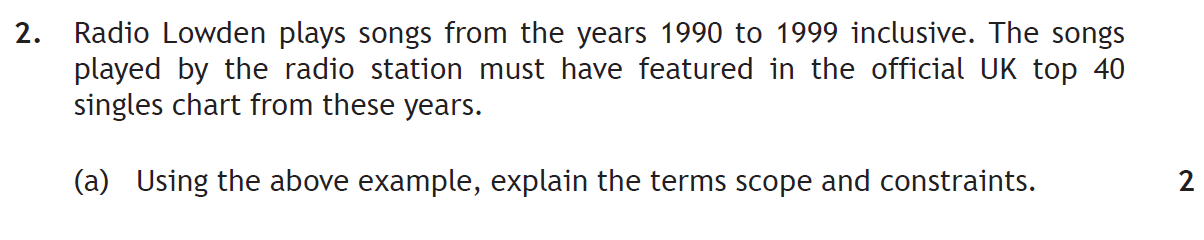 2. Radio Lowden plays songs from the years 1990 to 1999 inclusive. The songs
played by the radio station must have featured in the official UK top 40
singles chart from these years.
(a) Using the above example, explain the terms scope and constraints. 2